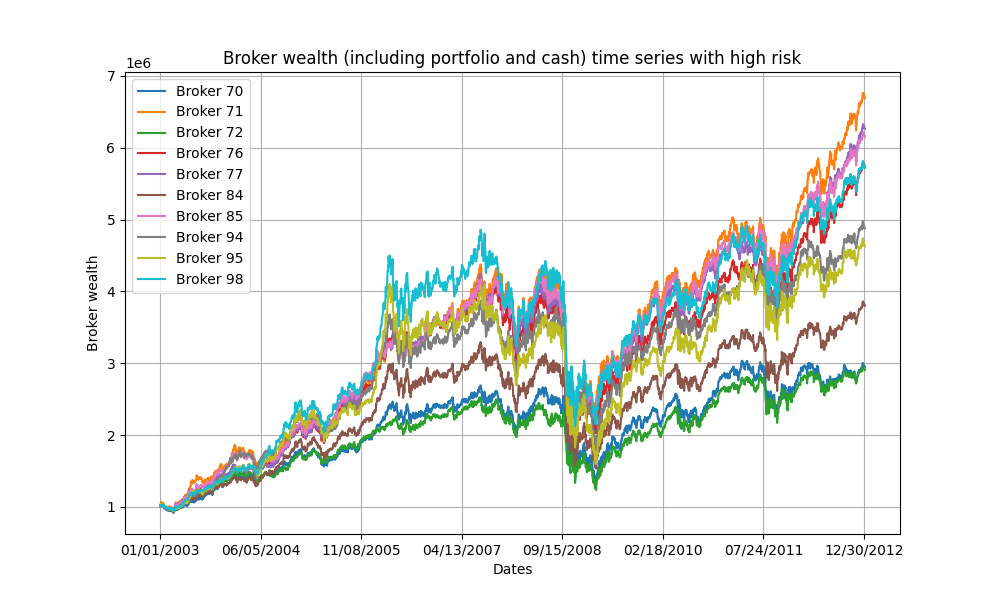 Broker wealth (including portfolio and cash) time series with high risk
1e6
7
6
5
4
3
2
1
Broker wealth
Broker 70
Broker 71
Broker 72
Broker 76
Broker 77
Broker 84
Broker 85
Broker 94
Broker 95
Broker 98
01/01/2003 06/05/2004 11/08/2005 04/13/2007 09/15/2008 02/18/2010 07/24/2011 12/30/2012
Dates